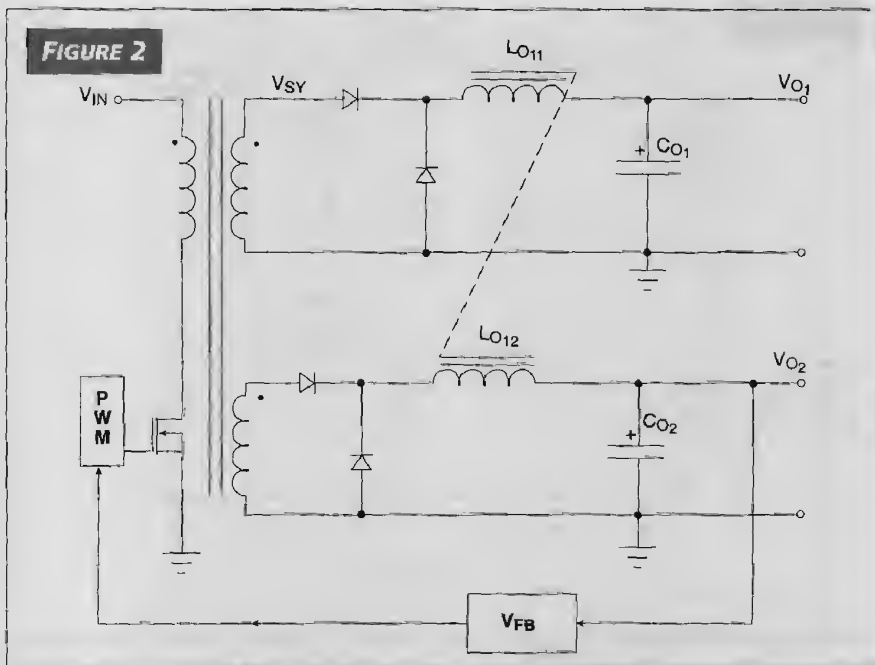 FIGURE 2
LO11
VIN
VSY
VO1
+ CO1
LO12
VO2
PWM
+ CO2
VFB